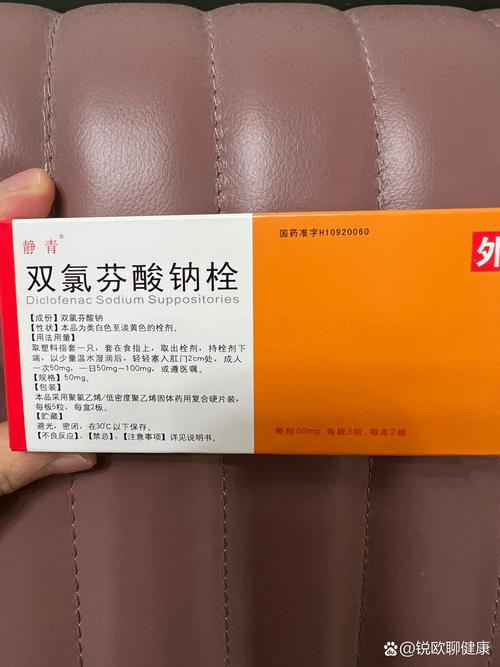 静青®
双氯芬酸钠栓
Diclofenac Sodium Suppositories
【成份】双氯芬酸钠
【性状】本品为类白色至淡黄色的栓剂。
【用法用量】
取塑料指套一只，套在食指上，取出栓剂，持栓剂下
端，以少量温水湿润后，轻轻塞入肛门2cm处，成人
一次50mg，一日50mg—100mg，或遵医嘱。
【规格】50mg。
【包装】
本品采用聚氯乙烯/低密度聚乙烯固体药用复合硬片装，
每板5粒，每盒2板。
【贮藏】
避光，密闭，在30℃以下保存。
【不良反应】、【禁忌】、【注意事项】详见说明书。
国药准字H10920060
外
每粒50mg，每板5粒，每盒2板
@锐欧聊健康